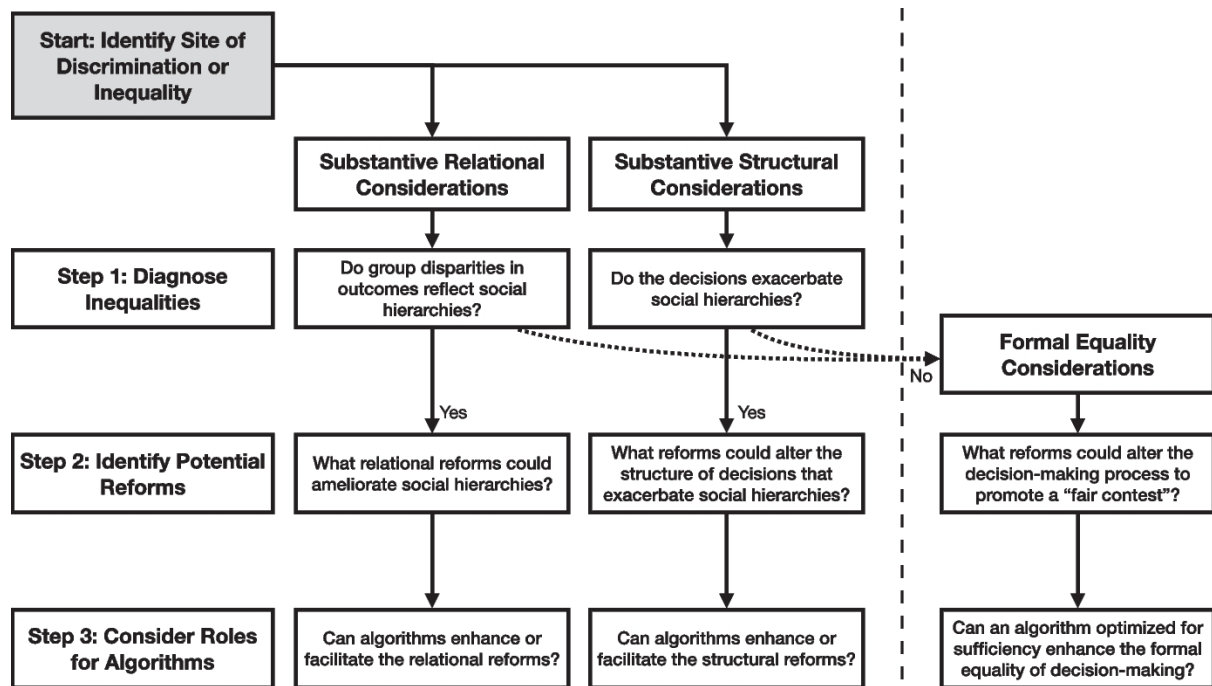 Start: Identify Site of
Discrimination or
Inequality
Substantive Relational
Considerations
Substantive Structural
Considerations
Step 1: Diagnose
Inequalities
Do group disparities in
outcomes reflect social
hierarchies?
Do the decisions exacerbate
social hierarchies?
Formal Equality
Considerations
No
Yes
Yes
Step 2: Identify Potential
Reforms
What relational reforms could
ameliorate social hierarchies?
What reforms could alter the
structure of decisions that
exacerbate social hierarchies?
What reforms could alter the
decision-making process to
promote a “fair contest”?
Step 3: Consider Roles
for Algorithms
Can algorithms enhance or
facilitate the relational reforms?
Can algorithms enhance or
facilitate the structural reforms?
Can an algorithm optimized for
sufficiency enhance the formal
equality of decision-making?